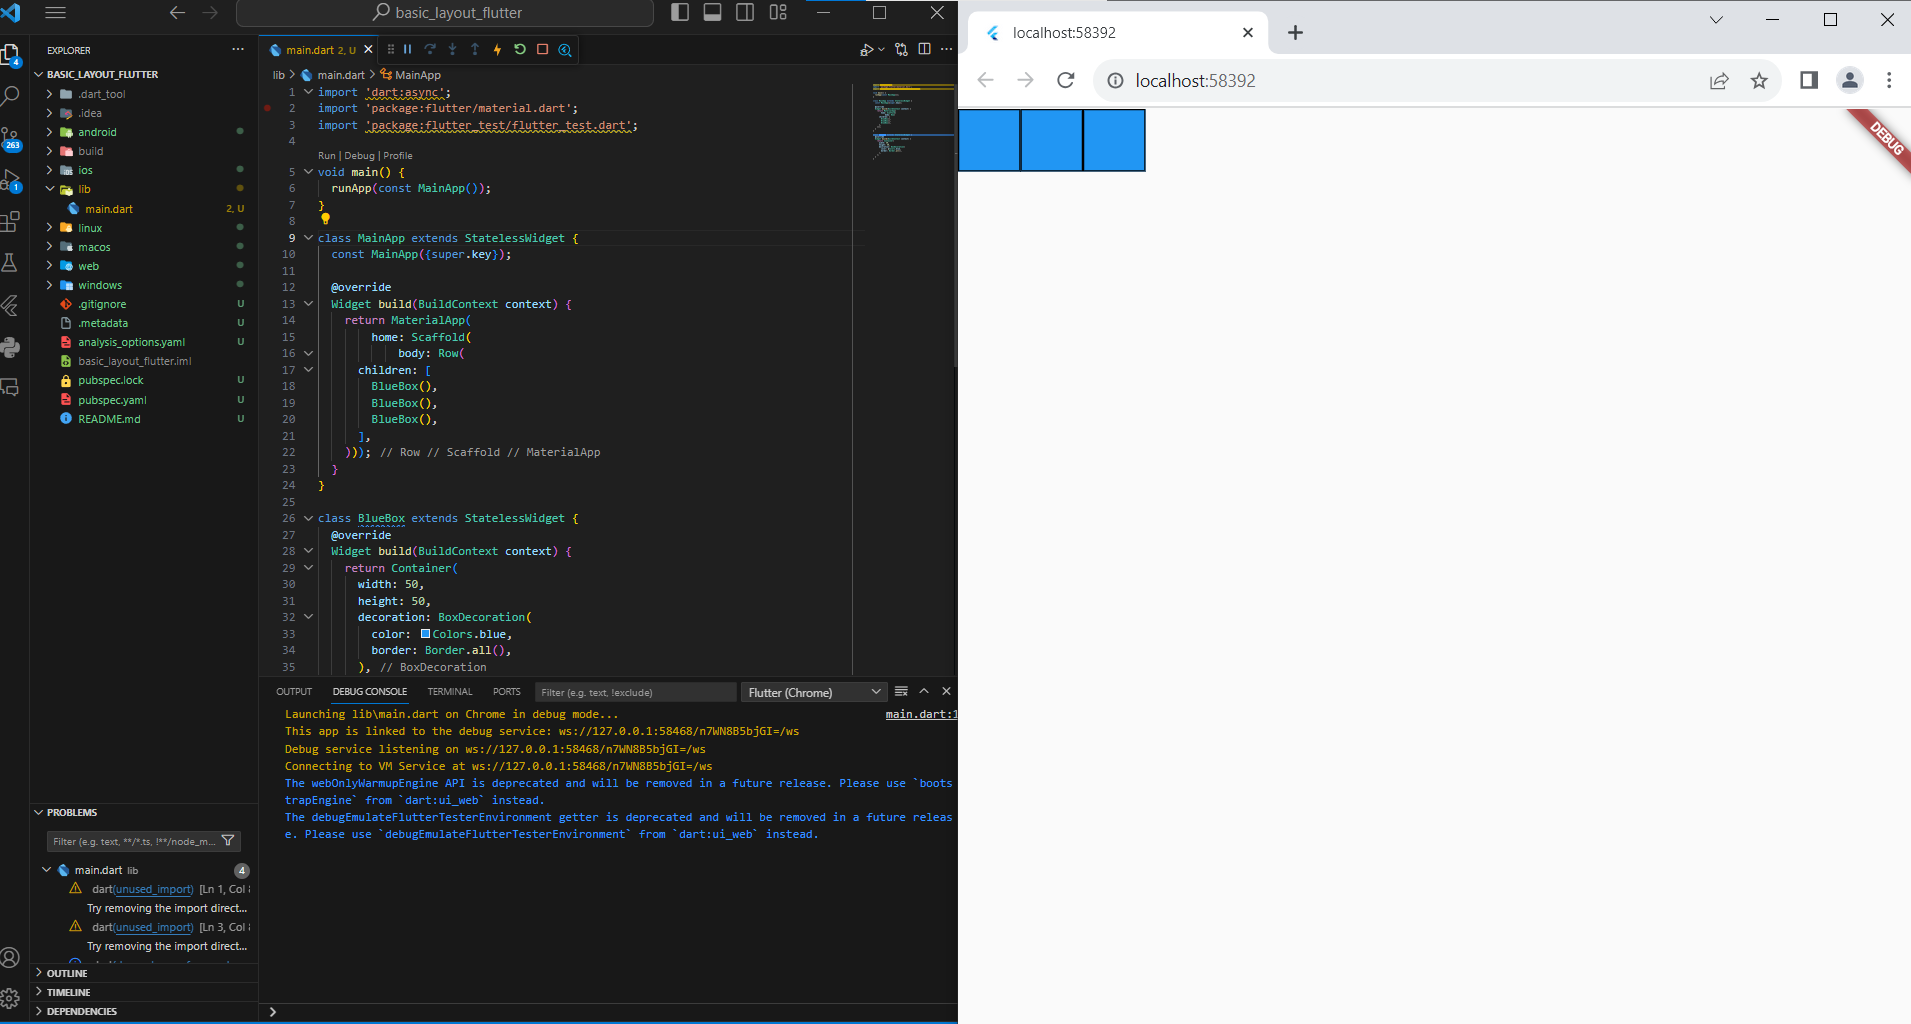 basic_layout_flutter
EXPLORER
BASIC_LAYOUT_FLUTTER
.dart_tool
.idea
android
build
ios
lib
main.dart 2, U
linux
macos
web
windows
.gitignore U
.metadata U
analysis_options.yaml U
basic_layout_flutter.iml
pubspec.lock U
pubspec.yaml U
README.md U
4
263
1
PROBLEMS
Filter (e.g. text, **/*.ts, !**/node_m...
main.dart lib 4
dart(unused_import) [Ln 1, Col
Try removing the import direct...
dart(unused_import) [Ln 3, Col
Try removing the import direct...
OUTLINE
TIMELINE
DEPENDENCIES
main.dart 2, U
lib > main.dart > MainApp
1 import 'dart:async';
2 import 'package:flutter/material.dart';
3 import 'package:flutter_test/flutter_test.dart';
4
Run | Debug | Profile
5 void main() {
6 runApp(const MainApp());
7 }
8
9 class MainApp extends StatelessWidget {
10 const MainApp({super.key});
11
12 @override
13 Widget build(BuildContext context) {
14 return MaterialApp(
15 home: Scaffold(
16 body: Row(
17 children: [
18 BlueBox(),
19 BlueBox(),
20 BlueBox(),
21 ],
22 ))); // Row // Scaffold // MaterialApp
23 }
24 }
25
26 class BlueBox extends StatelessWidget {
27 @override
28 Widget build(BuildContext context) {
29 return Container(
30 width: 50,
31 height: 50,
32 decoration: BoxDecoration(
33 color: Colors.blue,
34 border: Border.all(),
35 ), // BoxDecoration
OUTPUT DEBUG CONSOLE TERMINAL PORTS Filter (e.g. text, !exclude) Flutter (Chrome)
Launching lib\main.dart on Chrome in debug mode... main.dart:1
This app is linked to the debug service: ws://127.0.0.1:58468/n7WN8B5bjGI=/ws
Debug service listening on ws://127.0.0.1:58468/n7WN8B5bjGI=/ws
Connecting to VM Service at ws://127.0.0.1:58468/n7WN8B5bjGI=/ws
The webOnlyWarmupEngine API is deprecated and will be removed in a future release. Please use `boots
trapEngine` from `dart:ui_web` instead.
The debugEmulateFlutterTesterEnvironment getter is deprecated and will be removed in a future releas
e. Please use `debugEmulateFlutterTesterEnvironment` from `dart:ui_web` instead.
localhost:58392
localhost:58392
DEBUG